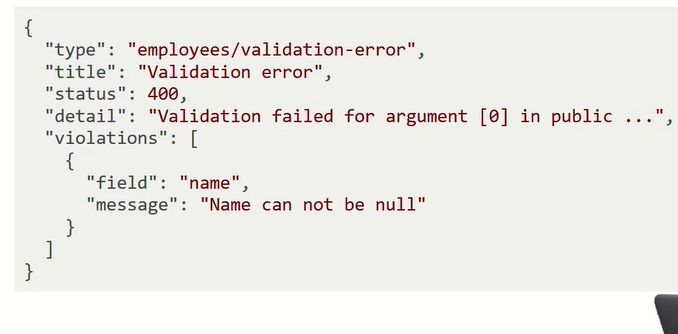 {
  "type": "employees/validation-error",
  "title": "Validation error",
  "status": 400,
  "detail": "Validation failed for argument [0] in public ...",
  "violations": [
    {
      "field": "name",
      "message": "Name can not be null"
    }
  ]
}